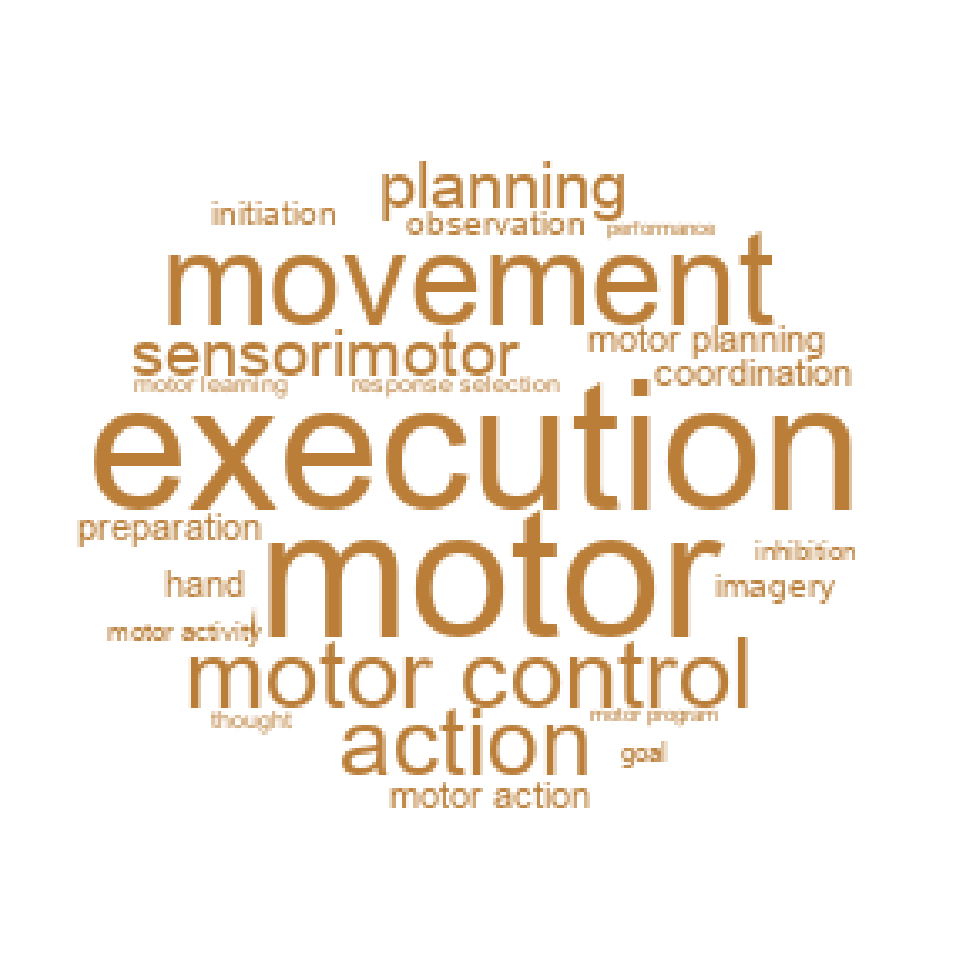 planning
initiation
observation
performance
movement
sensorimotor
motor planning
motor learning
response selection
coordination
execution
preparation
motor
inhibition
hand
imagery
motor activity
motor control
thought
motor program
action
goal
motor action